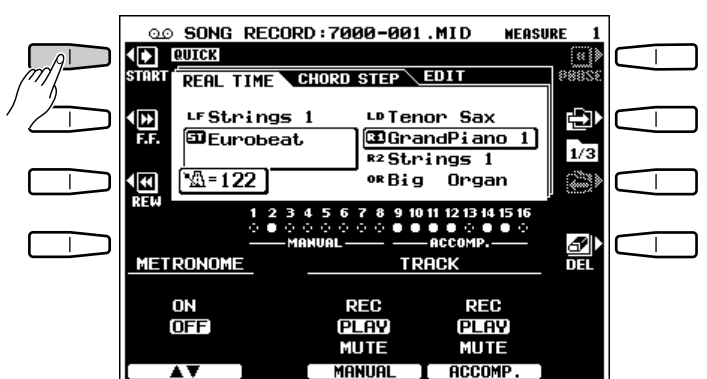 SONG RECORD:7000-001.MID MEASURE 1
QUICK
START
REAL TIME CHORD STEP EDIT
PAUSE
LF Strings 1 LD Tenor Sax
F.F.
ST Eurobeat R1 GrandPiano 1
R2 Strings 1
1/3
=122 OR Big Organ
REW
1 2 3 4 5 6 7 8 9 10 11 12 13 14 15 16
MANUAL ACCOMP.
DEL
METRONOME TRACK
ON REC REC
OFF PLAY PLAY
MUTE MUTE
▲▼ MANUAL ACCOMP.